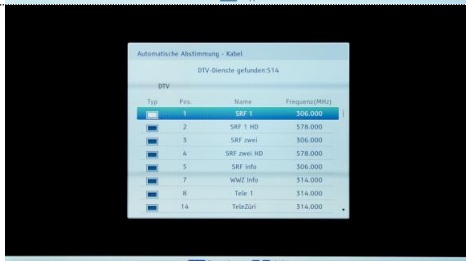 Automatische Abstimmung - Kabel
DTV-Dienste gefunden:514
DTV
Typ Pos. Name Frequenz(MHz)
1 SRF 1 306.000
2 SRF 1 HD 578.000
3 SRF zwei 306.000
4 SRF zwei HD 578.000
5 SRF info 306.000
7 WWZ Info 314.000
8 Tele 1 314.000
14 TeleZüri 314.000